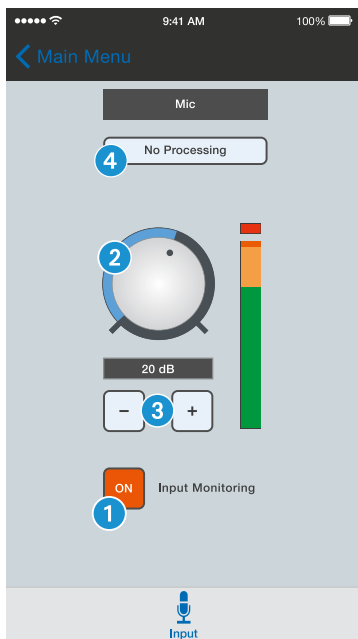 9:41 AM 100%
Main Menu
Mic
No Processing
4
2
20 dB
− 3 +
ON Input Monitoring
1
Input